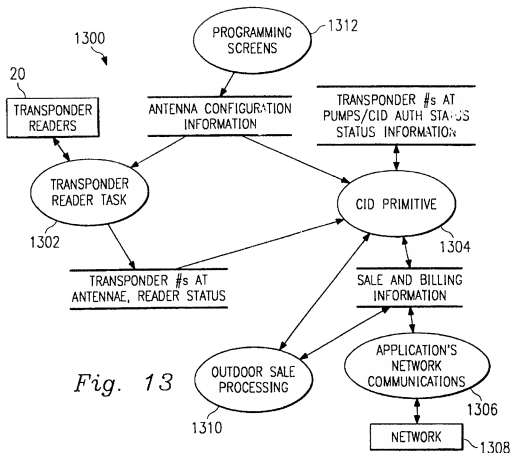 1300
PROGRAMMING
SCREENS
1312
20
TRANSPONDER
READERS
ANTENNA CONFIGURATION
INFORMATION
TRANSPONDER #s AT
PUMPS/CID AUTH STATUS
STATUS INFORMATION
TRANSPONDER
READER TASK
1302
CID PRIMITIVE
1304
TRANSPONDER #s AT
ANTENNAE, READER STATUS
SALE AND BILLING
INFORMATION
Fig. 13
OUTDOOR SALE
PROCESSING
1310
APPLICATION'S
NETWORK
COMMUNICATIONS
1306
NETWORK
1308